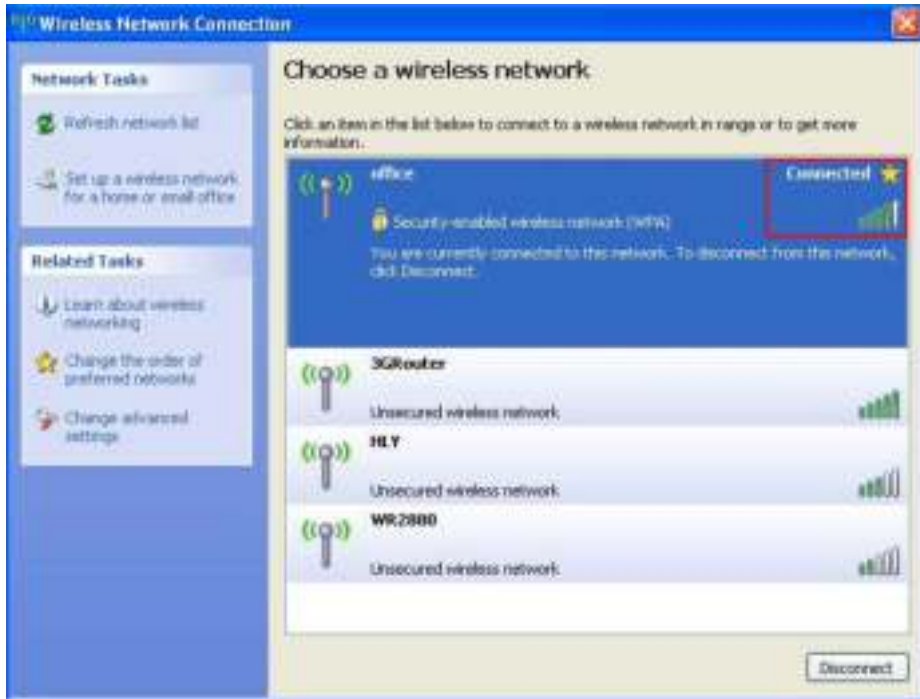 Wireless Network Connection
Network Tasks
Refresh network list
Set up a wireless network
for a home or small office
Related Tasks
Learn about wireless
networking
Change the order of
preferred networks
Change advanced
settings
Choose a wireless network
Click an item in the list below to connect to a wireless network in range or to get more
information.
office
Connected
Security-enabled wireless network (WPA)
You are currently connected to this network. To disconnect from this network,
click Disconnect.
3GRouter
Unsecured wireless network
HLY
Unsecured wireless network
WR2880
Unsecured wireless network
Disconnect